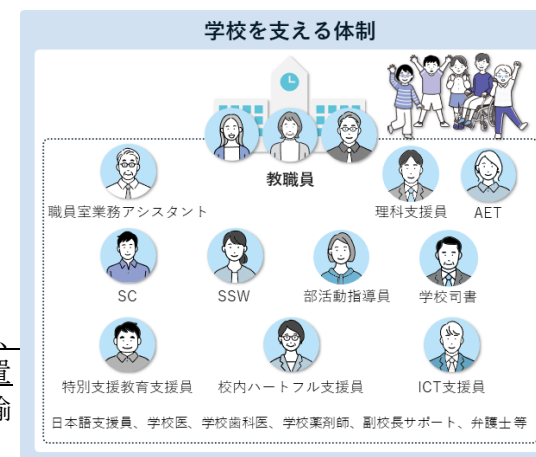 学校を支える体制
教職員
職員室業務アシスタント
理科支援員
AET
SC
SSW
部活動指導員
学校司書
特別支援教育支援員
校内ハートフル支援員
ICT支援員
日本語支援員、学校医、学校歯科医、学校薬剤師、副校長サポート、弁護士等
、
置